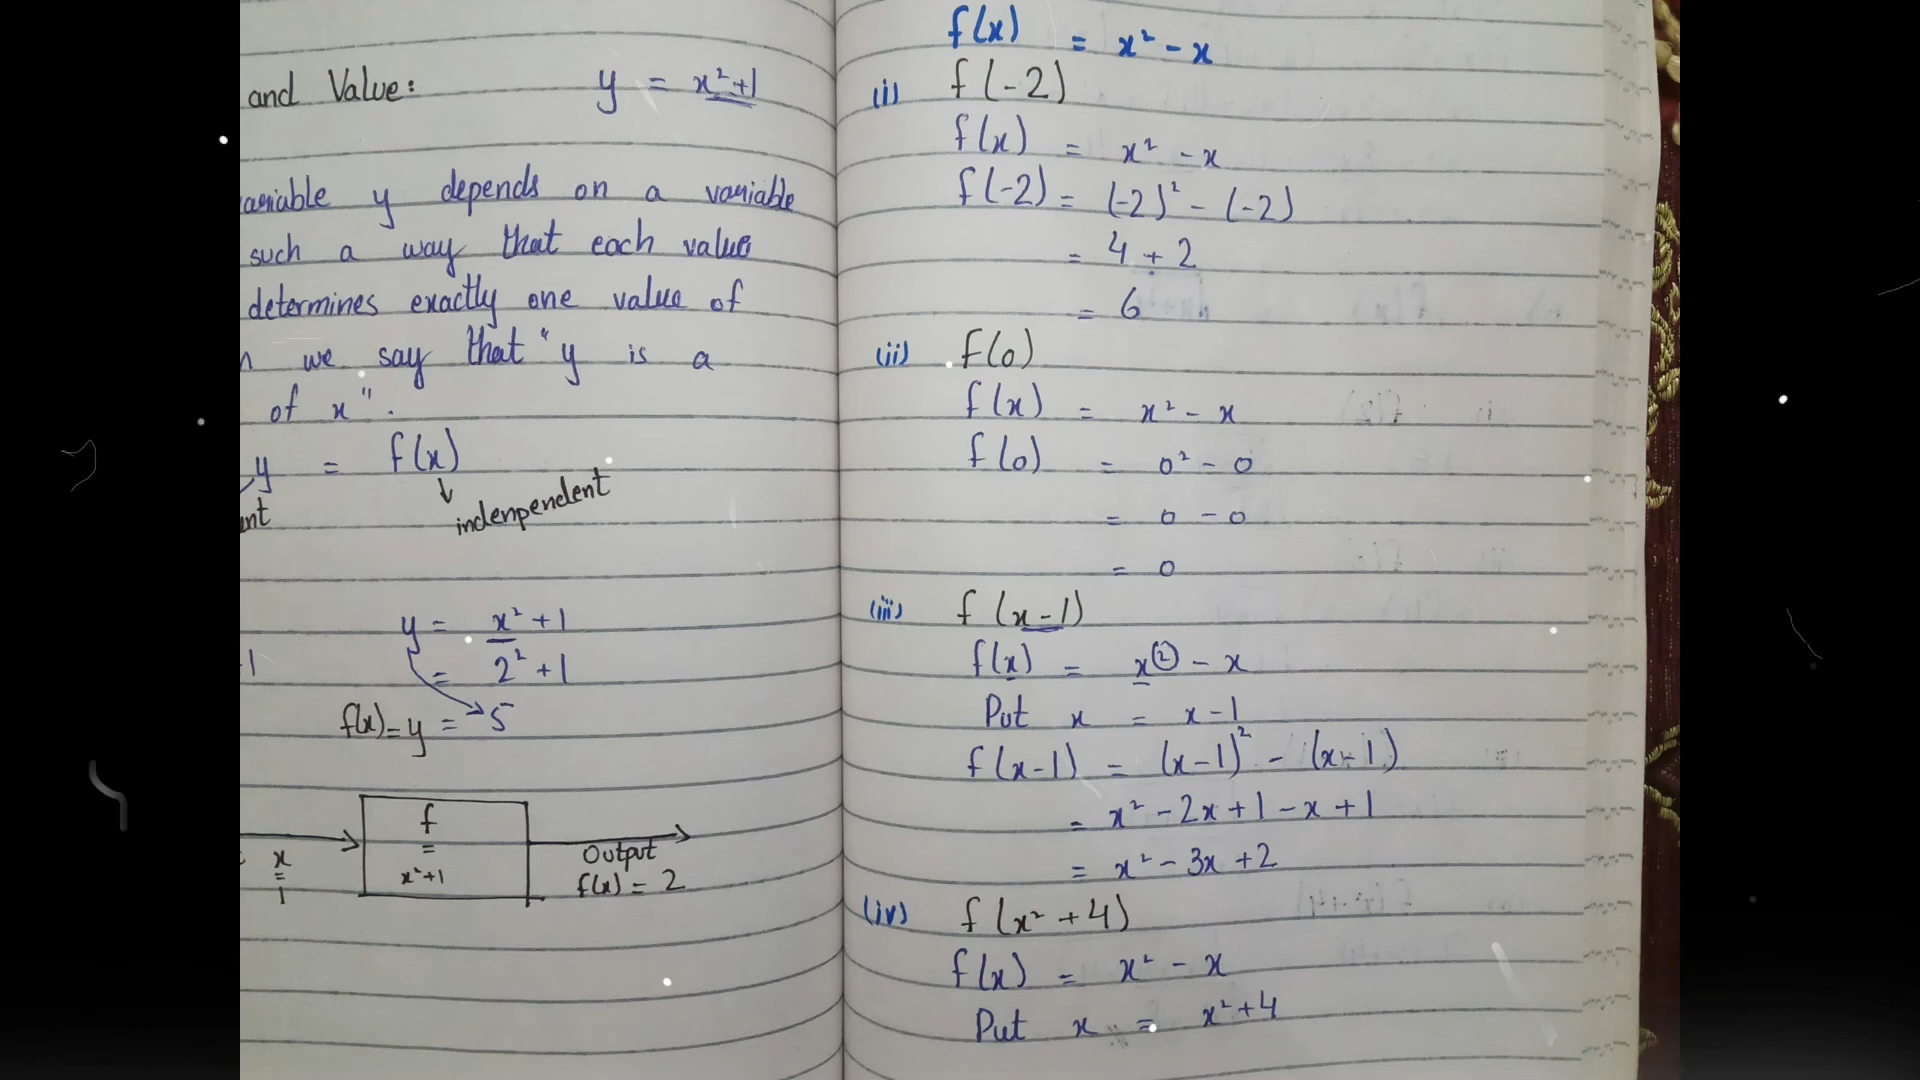 and Value: y = x²+1
y depends on a variable
such a way that each value
determines exactly one value of
we say that "y is a
of x".
y = f(x)
indenpendent
y = x² + 1
= 2² + 1
f(x) = y = 5
f
=
x²+1
x
=
1
Output
f(x) = 2
f(x) = x² - x
(i) f(-2)
f(x) = x² - x
f(-2) = (-2)² - (-2)
= 4 + 2
= 6
(ii) f(0)
f(x) = x² - x
f(0) = 0² - 0
= 0 - 0
= 0
(iii) f(x-1)
f(x) = x² - x
Put x = x-1
f(x-1) = (x-1)² - (x-1)
= x² - 2x + 1 - x + 1
= x² - 3x + 2
(iv) f(x² + 4)
f(x) = x² - x
Put x = x² + 4